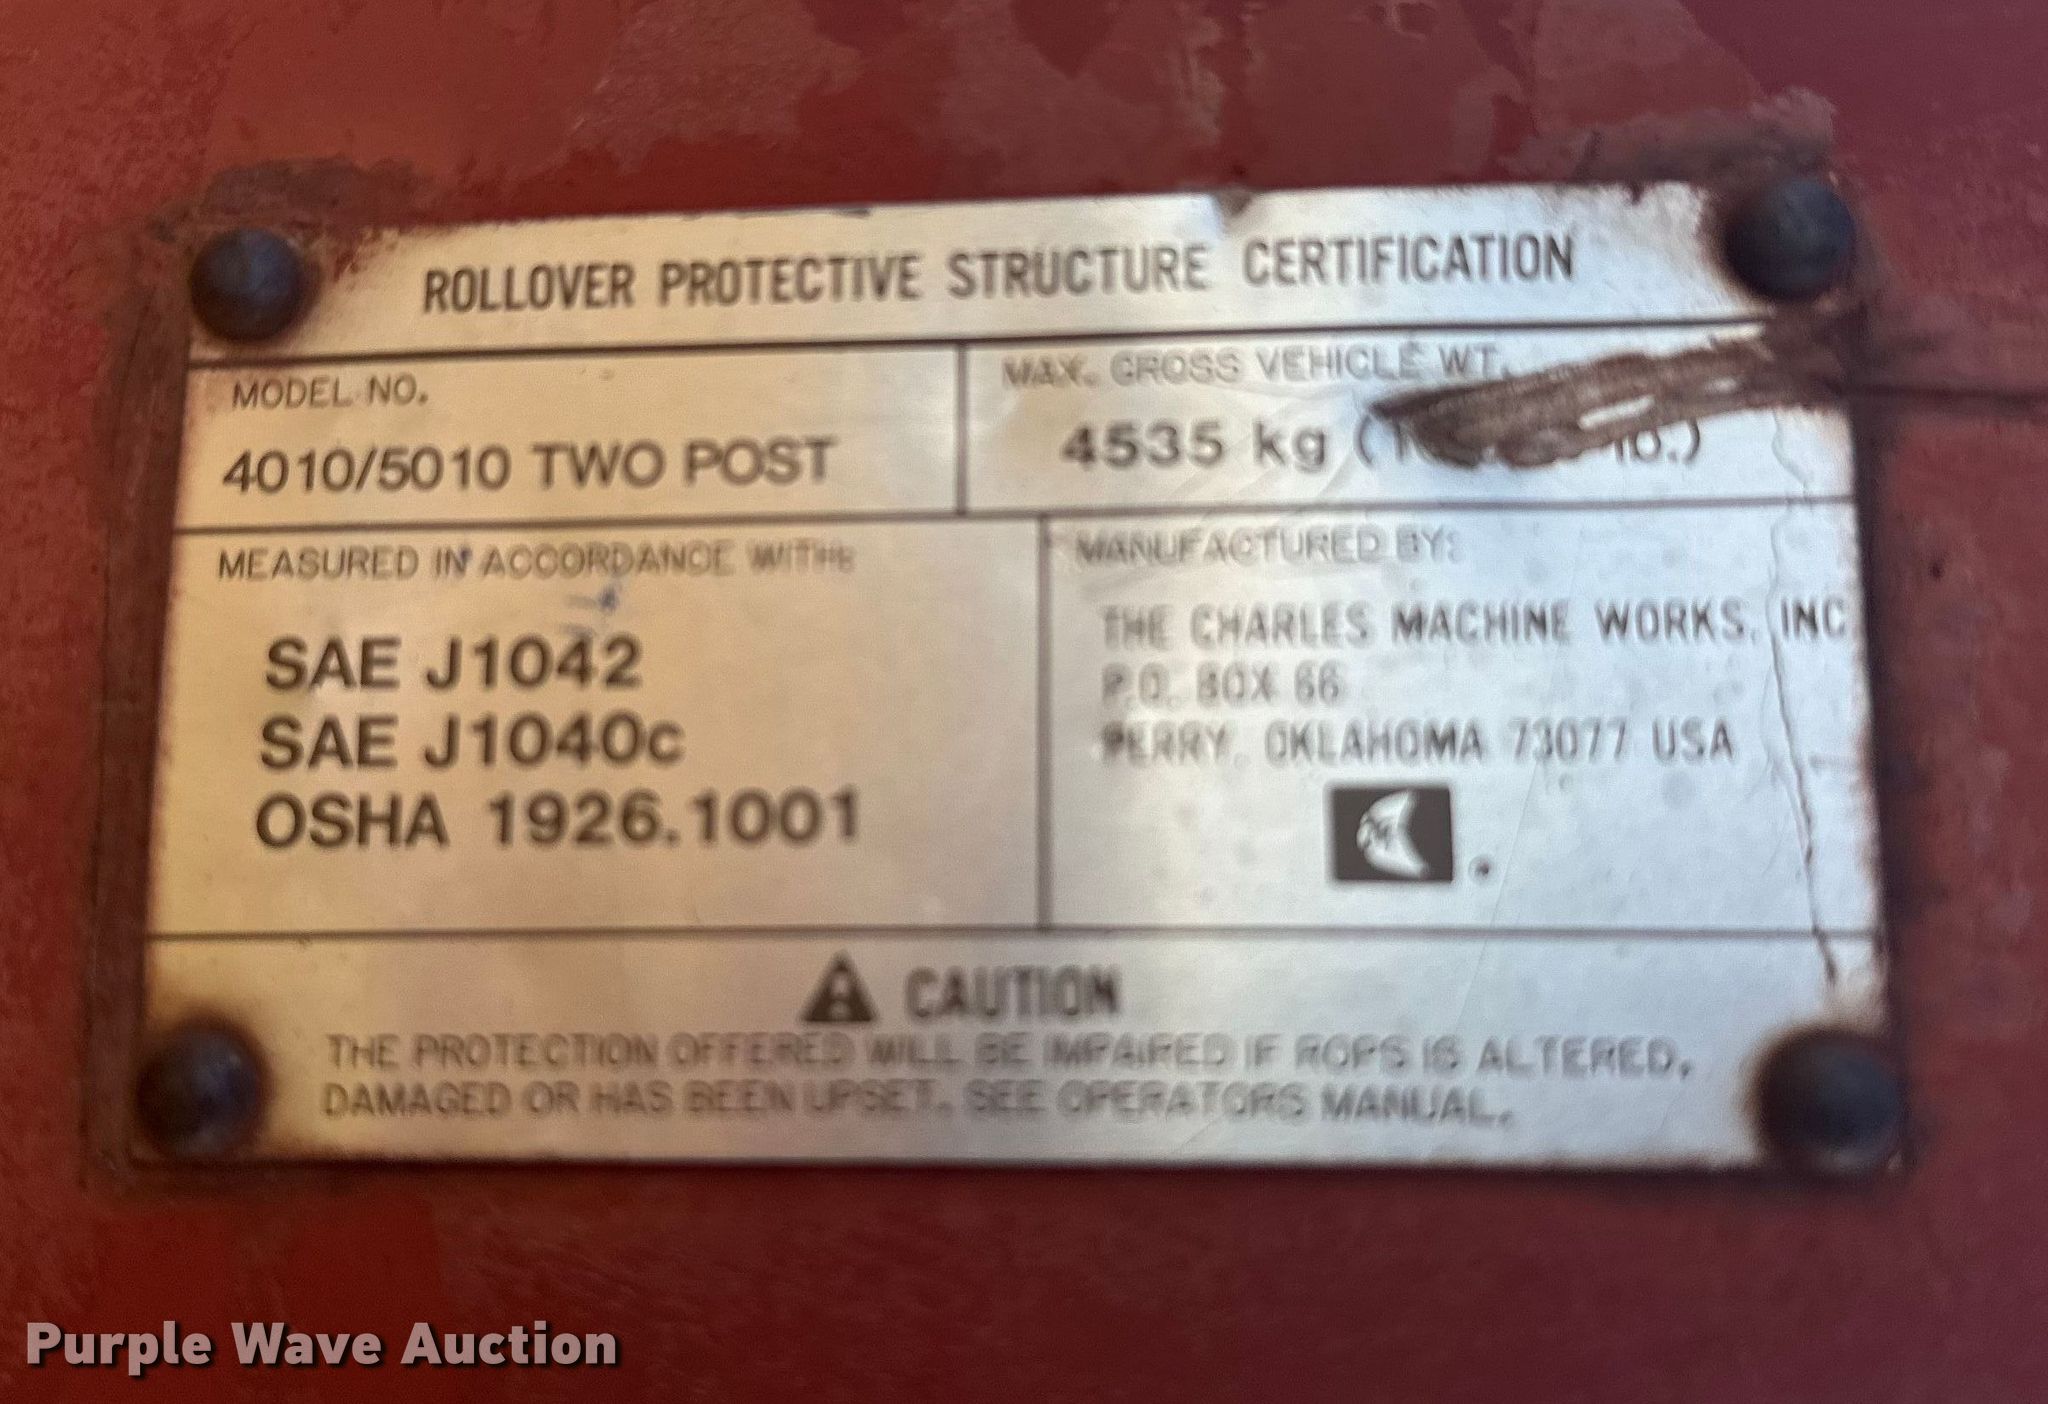 ROLLOVER PROTECTIVE STRUCTURE CERTIFICATION
MODEL NO.
4010/5010 TWO POST
MAX. GROSS VEHICLE WT.
4535 kg ( lb.)
MEASURED IN ACCORDANCE WITH:
SAE J1042
SAE J1040c
OSHA 1926.1001
MANUFACTURED BY:
THE CHARLES MACHINE WORKS, INC
P.O. BOX 66
PERRY, OKLAHOMA 73077 USA
CAUTION
THE PROTECTION OFFERED WILL BE IMPAIRED IF ROPS IS ALTERED,
DAMAGED OR HAS BEEN UPSET. SEE OPERATORS MANUAL.
Purple Wave Auction